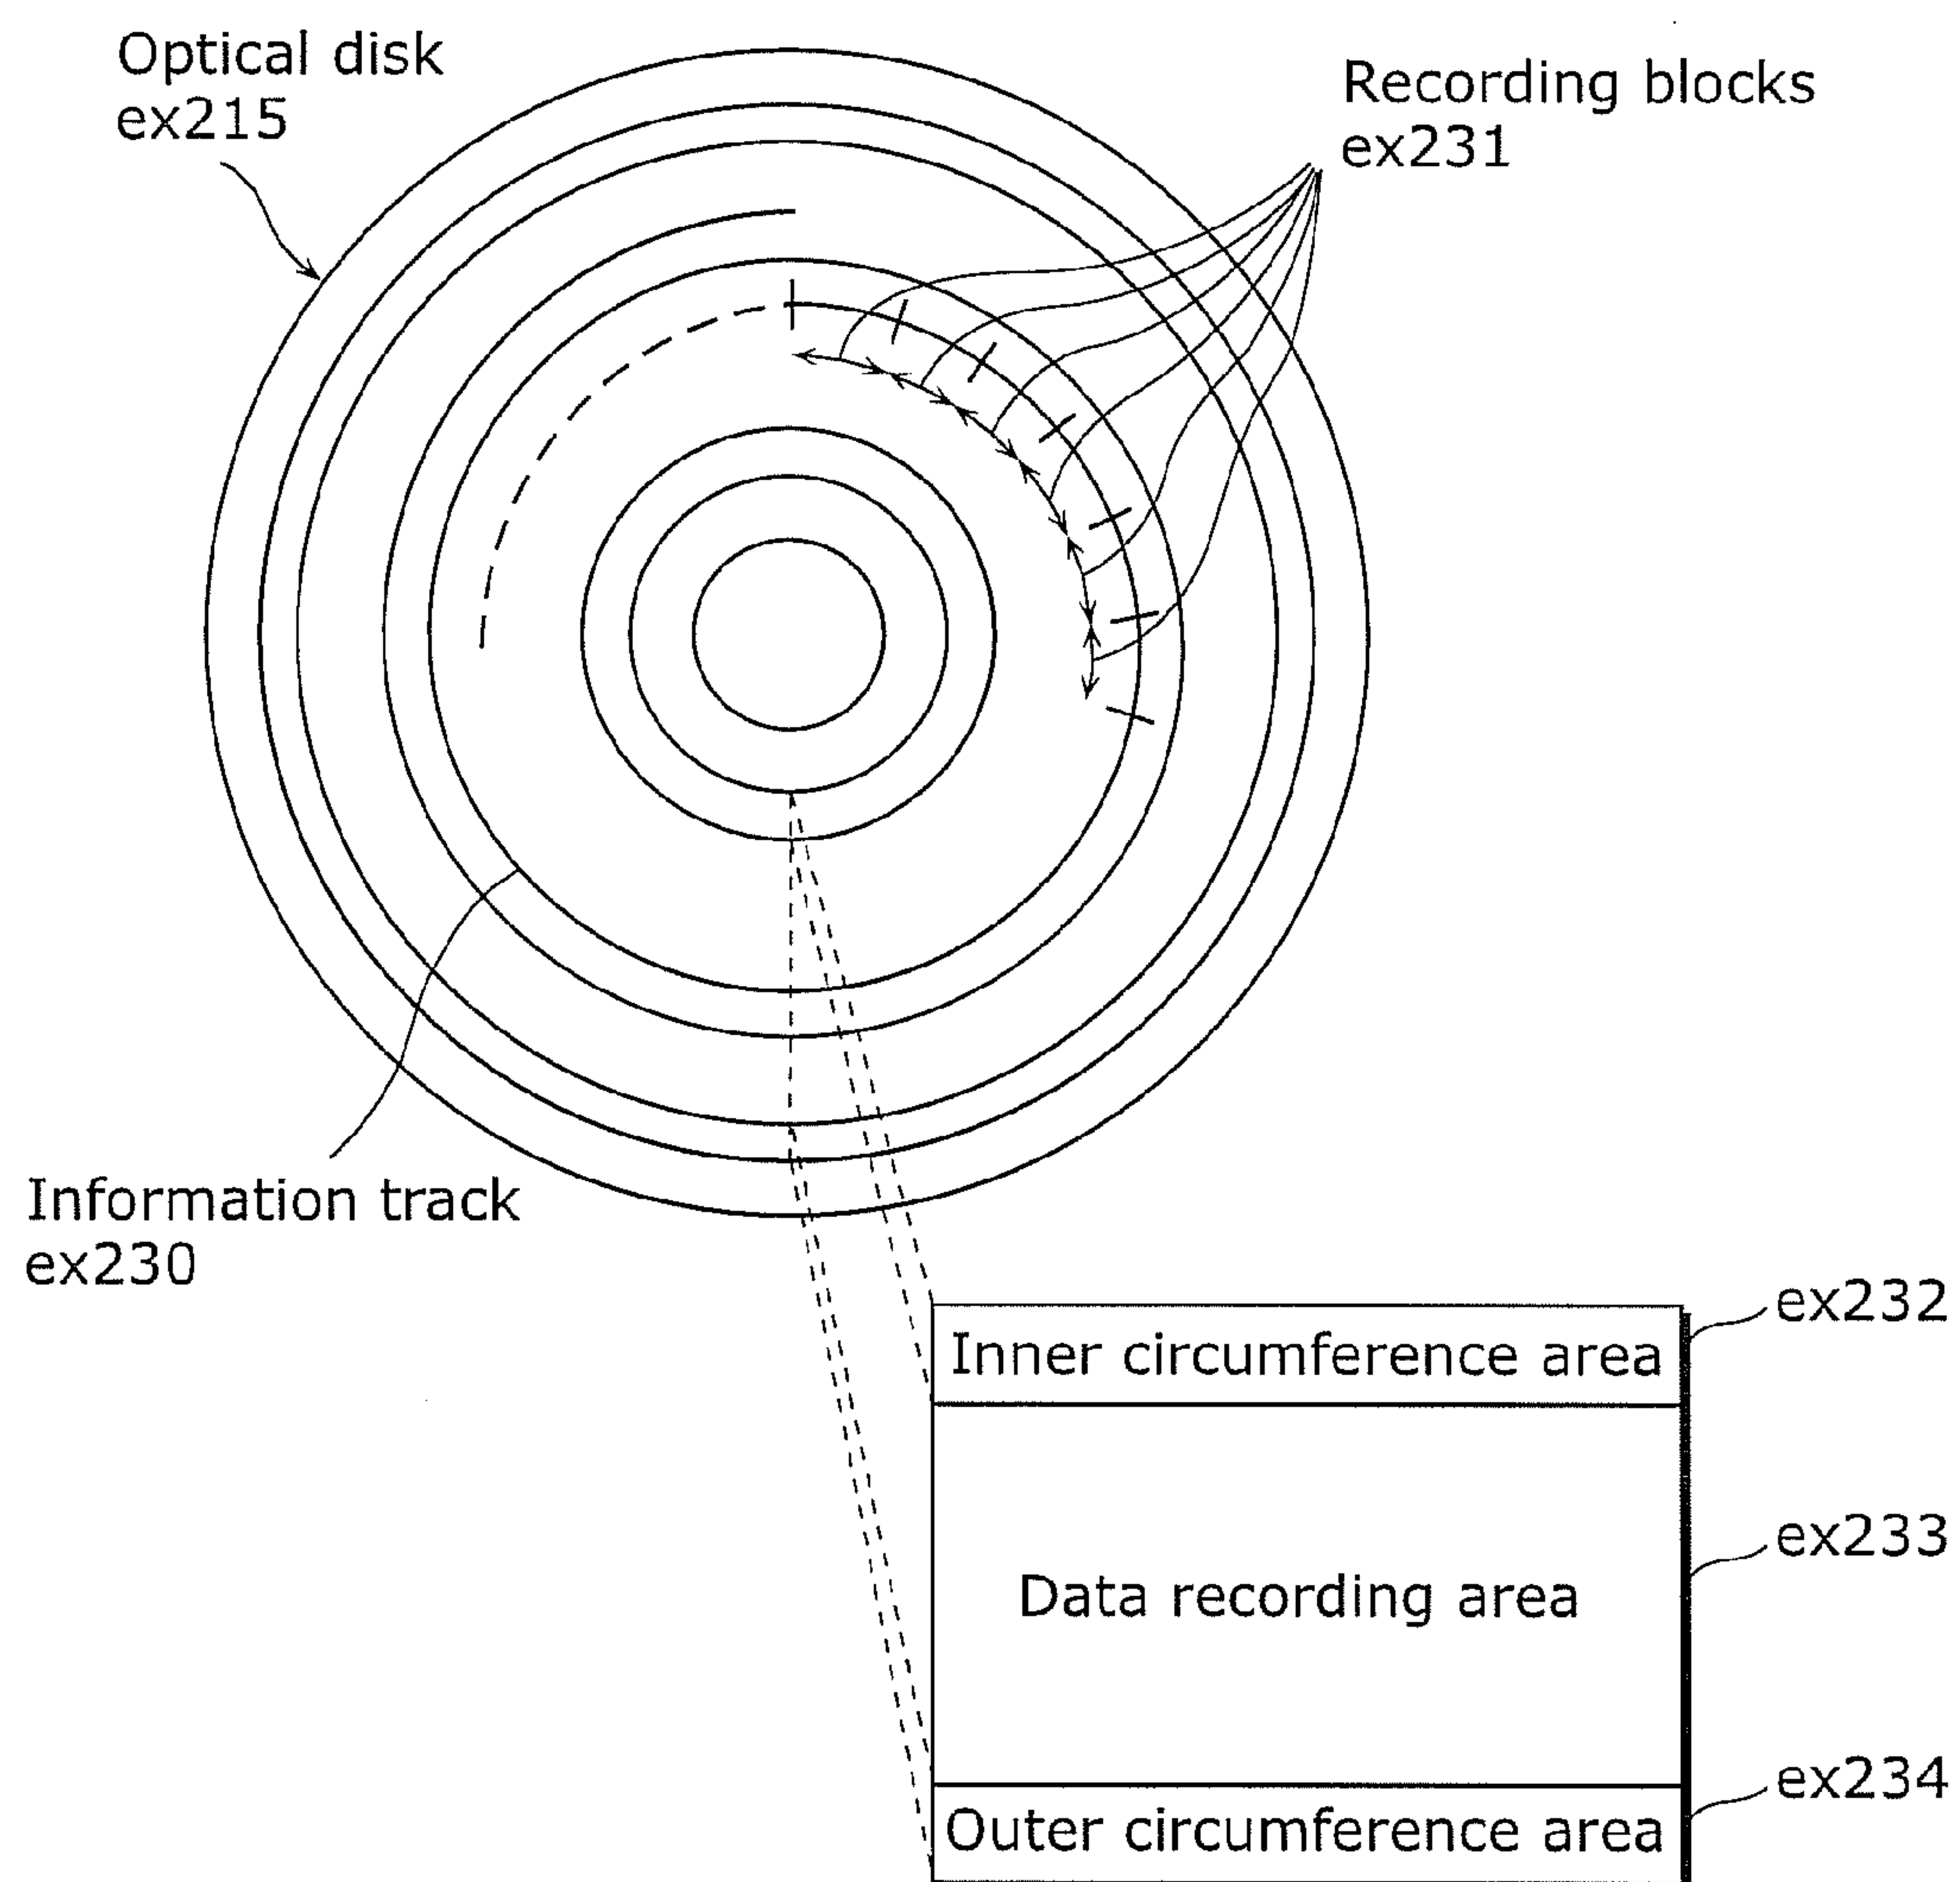 Optical disk
ex215
Recording blocks
ex231
Information track
ex230
ex232
Inner circumference area
ex233
Data recording area
ex234
Outer circumference area